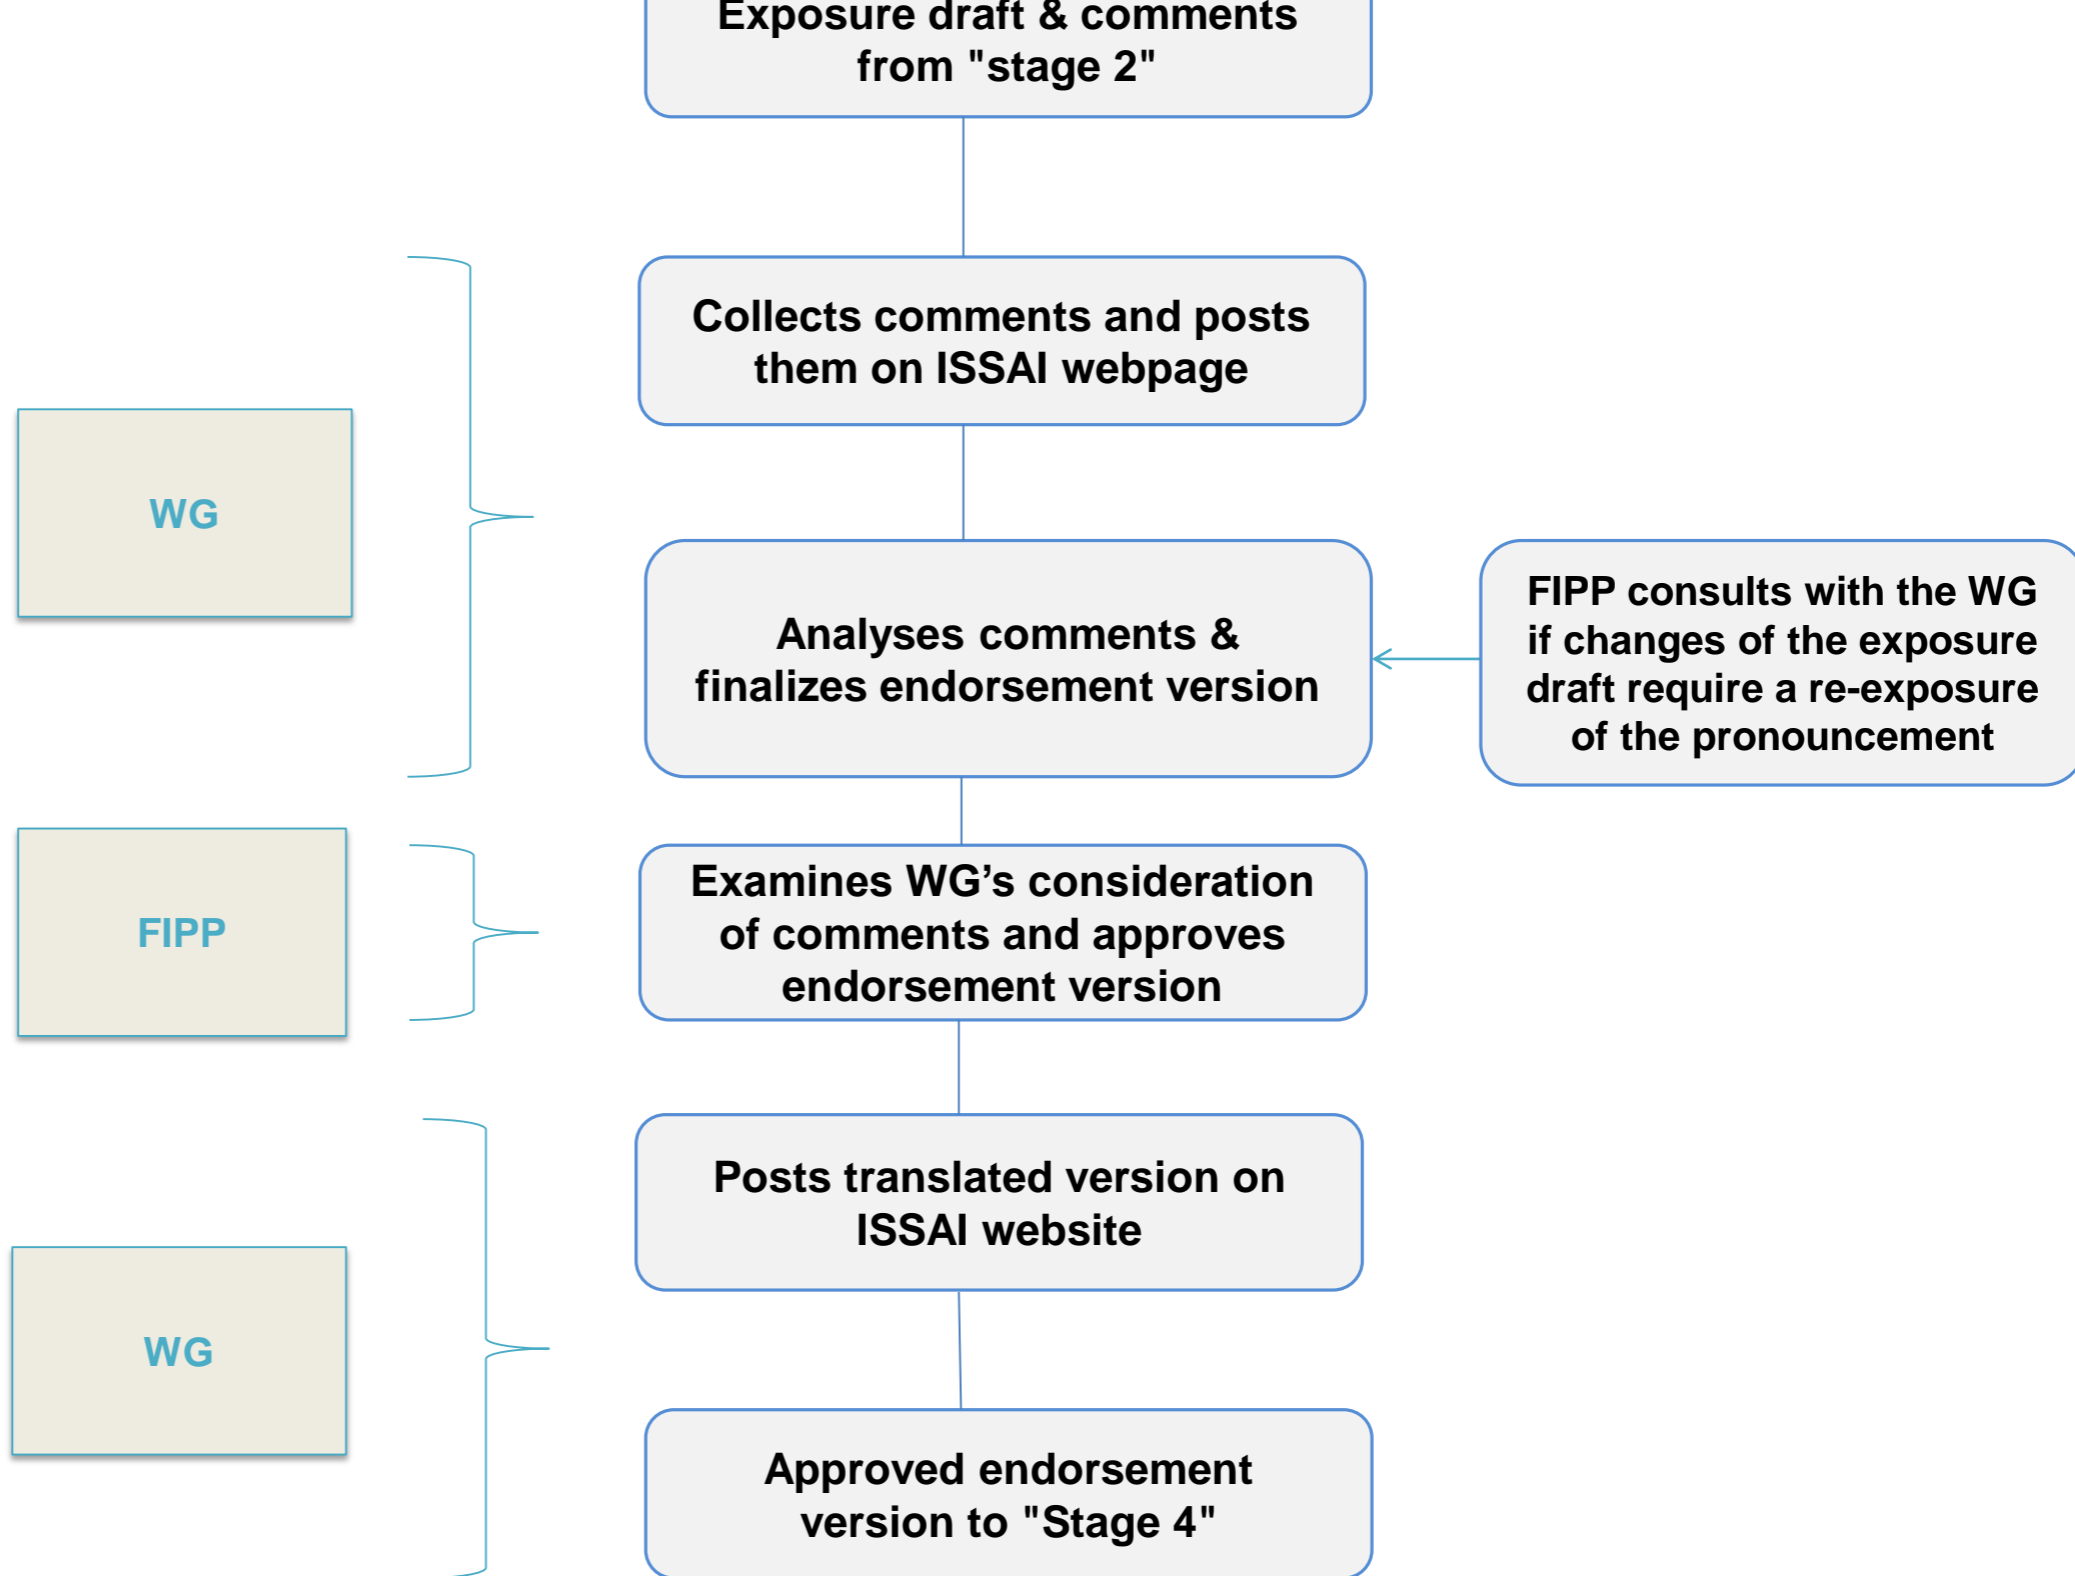 Exposure draft & comments
from "stage 2"
Collects comments and posts
them on ISSAI webpage
WG
Analyses comments &
finalizes endorsement version
FIPP consults with the WG
if changes of the exposure
draft require a re-exposure
of the pronouncement
FIPP
Examines WG’s consideration
of comments and approves
endorsement version
Posts translated version on
ISSAI website
WG
Approved endorsement
version to "Stage 4"